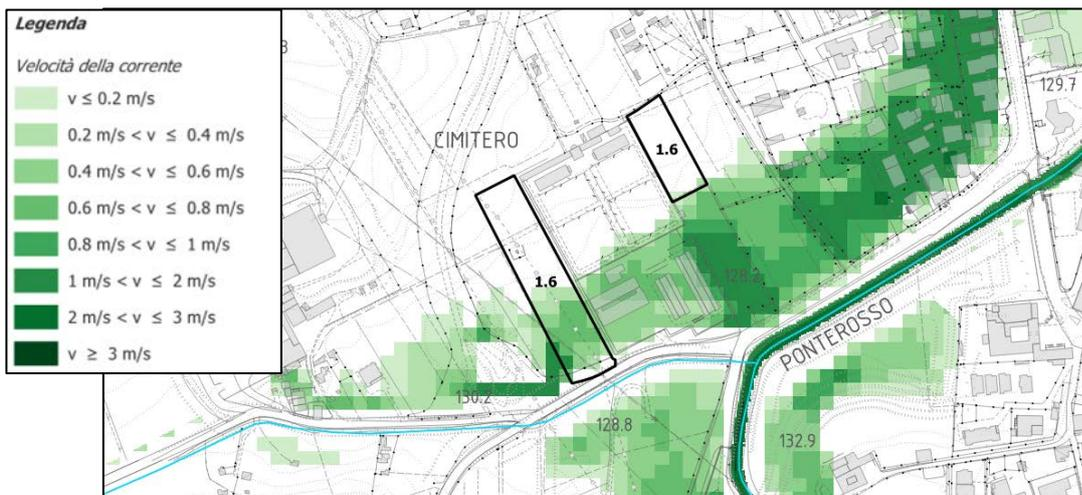 Legenda
Velocità della corrente
v ≤ 0.2 m/s
0.2 m/s < v ≤ 0.4 m/s
0.4 m/s < v ≤ 0.6 m/s
0.6 m/s < v ≤ 0.8 m/s
0.8 m/s < v ≤ 1 m/s
1 m/s < v ≤ 2 m/s
2 m/s < v ≤ 3 m/s
v ≥ 3 m/s
129.7
CIMITERO
1.6
1.6
128.2
PONTEROSSO
130.2
128.8
132.9